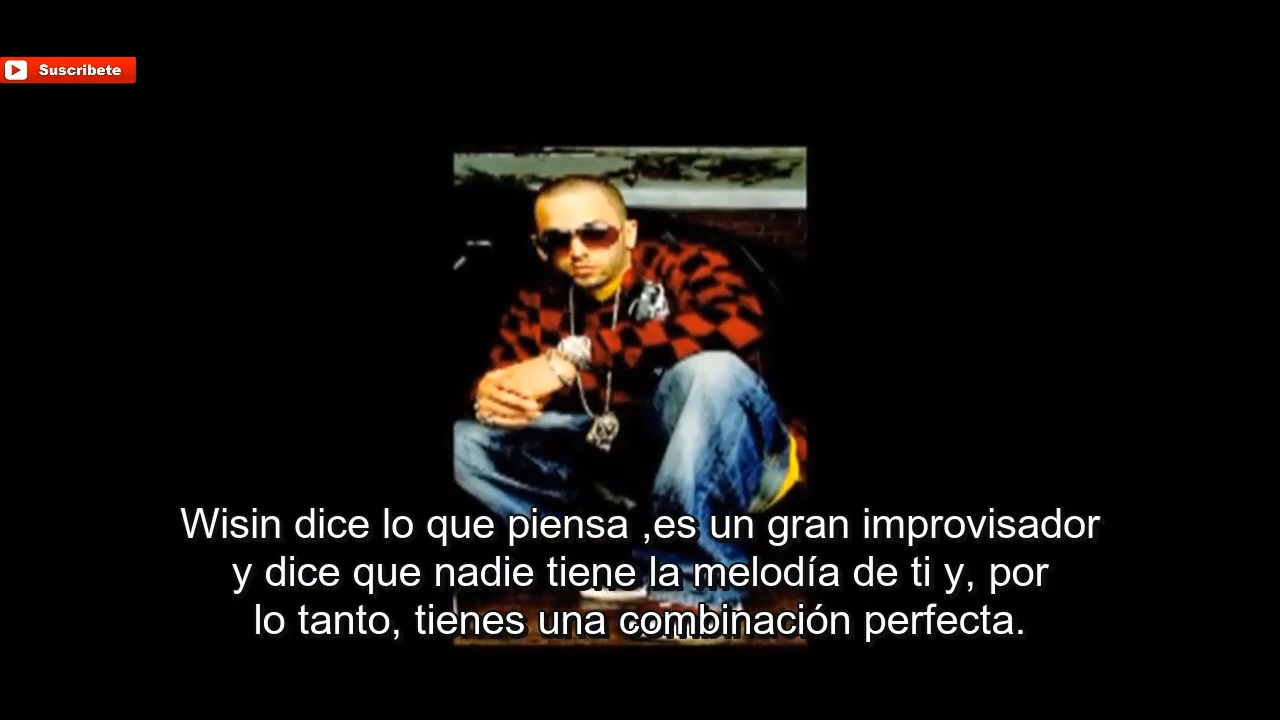 Suscribete
Wisin dice lo que piensa ,es un gran improvisador
y dice que nadie tiene la melodía de ti y, por
lo tanto, tienes una combinación perfecta.